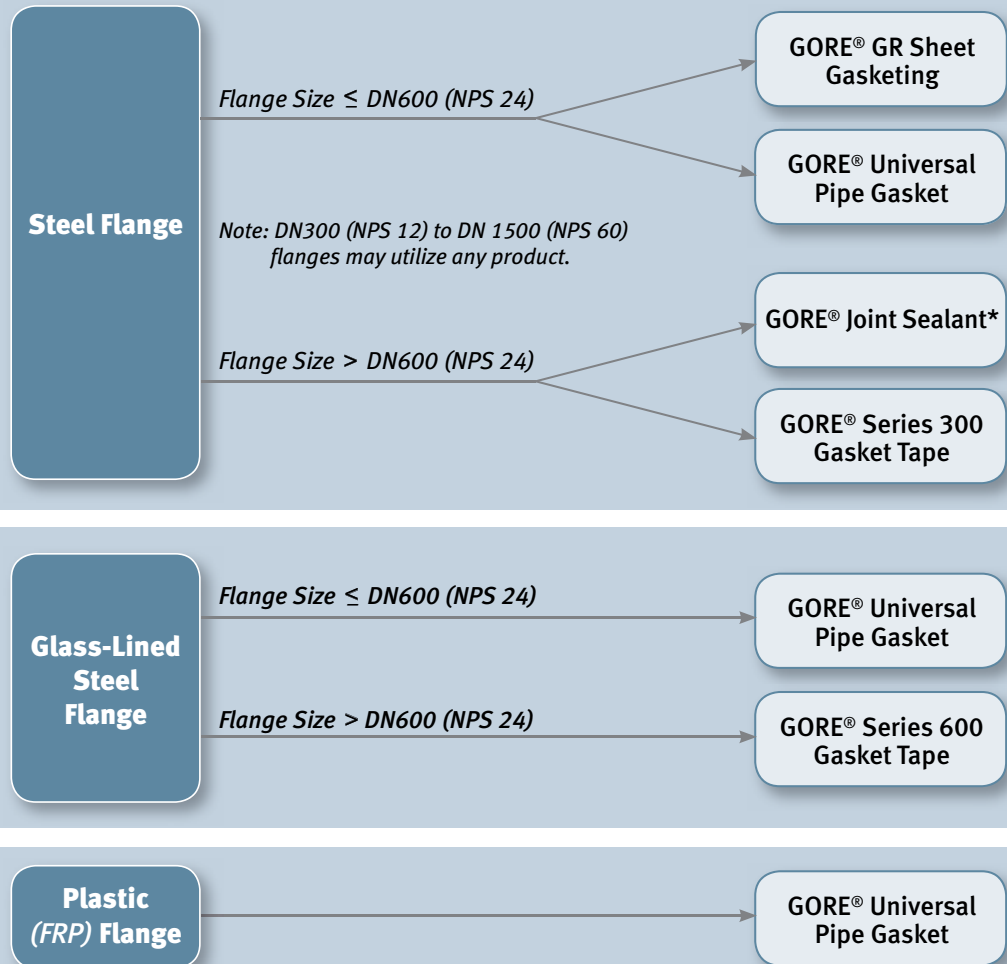 Steel Flange
Flange Size ≤ DN600 (NPS 24)
GORE® GR Sheet
Gasketing
GORE® Universal
Pipe Gasket
Note: DN300 (NPS 12) to DN 1500 (NPS 60)
flanges may utilize any product.
Flange Size > DN600 (NPS 24)
GORE® Joint Sealant*
GORE® Series 300
Gasket Tape
Glass-Lined
Steel
Flange
Flange Size ≤ DN600 (NPS 24)
GORE® Universal
Pipe Gasket
Flange Size > DN600 (NPS 24)
GORE® Series 600
Gasket Tape
Plastic
(FRP) Flange
GORE® Universal
Pipe Gasket